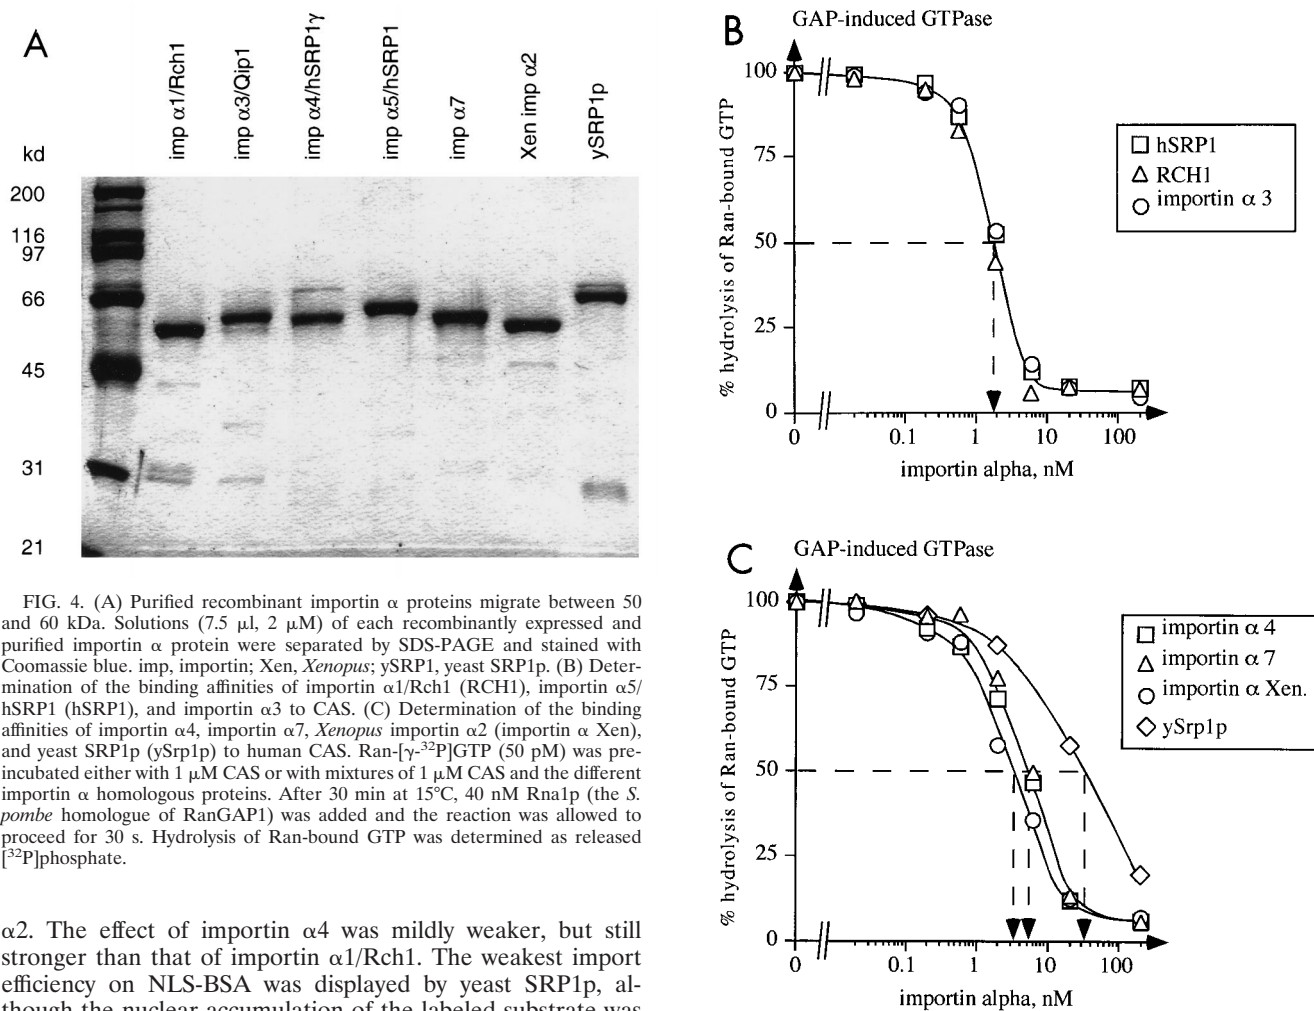 A
imp α1/Rch1
imp α3/Qip1
imp α4/hSRP1γ
imp α5/hSRP1
imp α7
Xen imp α2
ySRP1p
kd
200
116
97
66
45
31
21
FIG. 4. (A) Purified recombinant importin α proteins migrate between 50
and 60 kDa. Solutions (7.5 μl, 2 μM) of each recombinantly expressed and
purified importin α protein were separated by SDS-PAGE and stained with
Coomassie blue. imp, importin; Xen, Xenopus; ySRP1, yeast SRP1p. (B) Deter-
mination of the binding affinities of importin α1/Rch1 (RCH1), importin α5/
hSRP1 (hSRP1), and importin α3 to CAS. (C) Determination of the binding
affinities of importin α4, importin α7, Xenopus importin α2 (importin α Xen),
and yeast SRP1p (ySrp1p) to human CAS. Ran-[γ-³²P]GTP (50 pM) was pre-
incubated either with 1 μM CAS or with mixtures of 1 μM CAS and the different
importin α homologous proteins. After 30 min at 15°C, 40 nM Rna1p (the S.
pombe homologue of RanGAP1) was added and the reaction was allowed to
proceed for 30 s. Hydrolysis of Ran-bound GTP was determined as released
[³²P]phosphate.
α2. The effect of importin α4 was mildly weaker, but still
stronger than that of importin α1/Rch1. The weakest import
efficiency on NLS-BSA was displayed by yeast SRP1p, al-
though the nuclear accumulation of the labeled substrate was
B
GAP-induced GTPase
% hydrolysis of Ran-bound GTP
100
75
50
25
0
0 0.1 1 10 100
importin alpha, nM
hSRP1
RCH1
importin α 3
C
GAP-induced GTPase
% hydrolysis of Ran-bound GTP
100
75
50
25
0
0 0.1 1 10 100
importin alpha, nM
importin α 4
importin α 7
importin α Xen.
ySrp1p